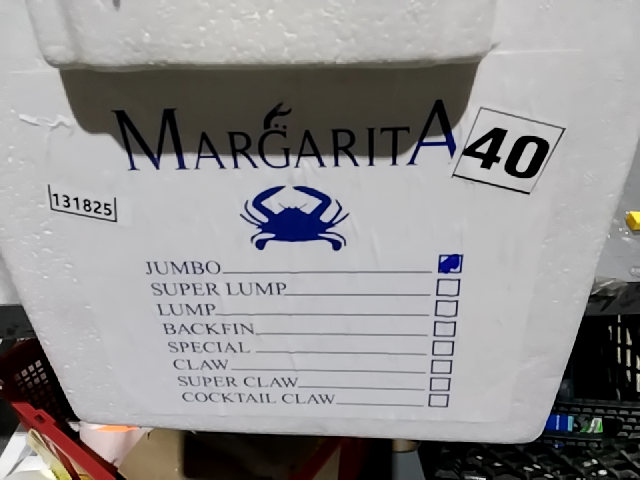 MARGARITA
40
131825
JUMBO
SUPER LUMP
LUMP
BACKFIN
SPECIAL
CLAW
SUPER CLAW
COCKTAIL CLAW